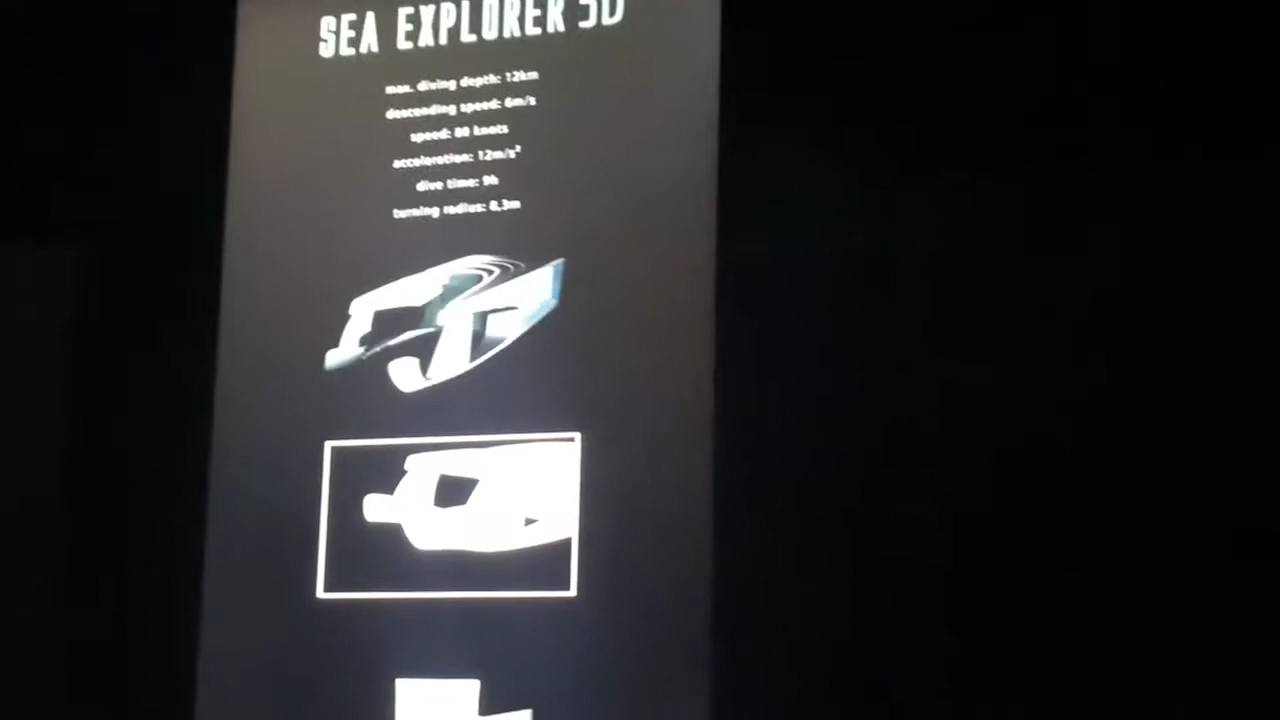 SEA EXPLORER 5D
max. diving depth: 12km
descending speed: 6m/s
speed: 80 knots
acceleration: 12m/s²
dive time: 9h
turning radius: 8,3m